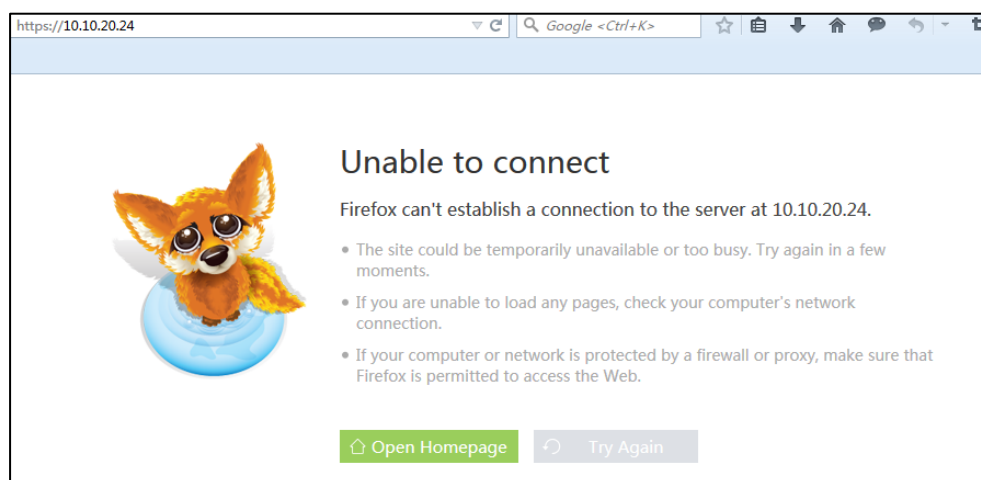 https://10.10.20.24
Google <Ctrl+K>
Unable to connect
Firefox can't establish a connection to the server at 10.10.20.24.
• The site could be temporarily unavailable or too busy. Try again in a few
moments.
• If you are unable to load any pages, check your computer's network
connection.
• If your computer or network is protected by a firewall or proxy, make sure that
Firefox is permitted to access the Web.
Open Homepage
Try Again